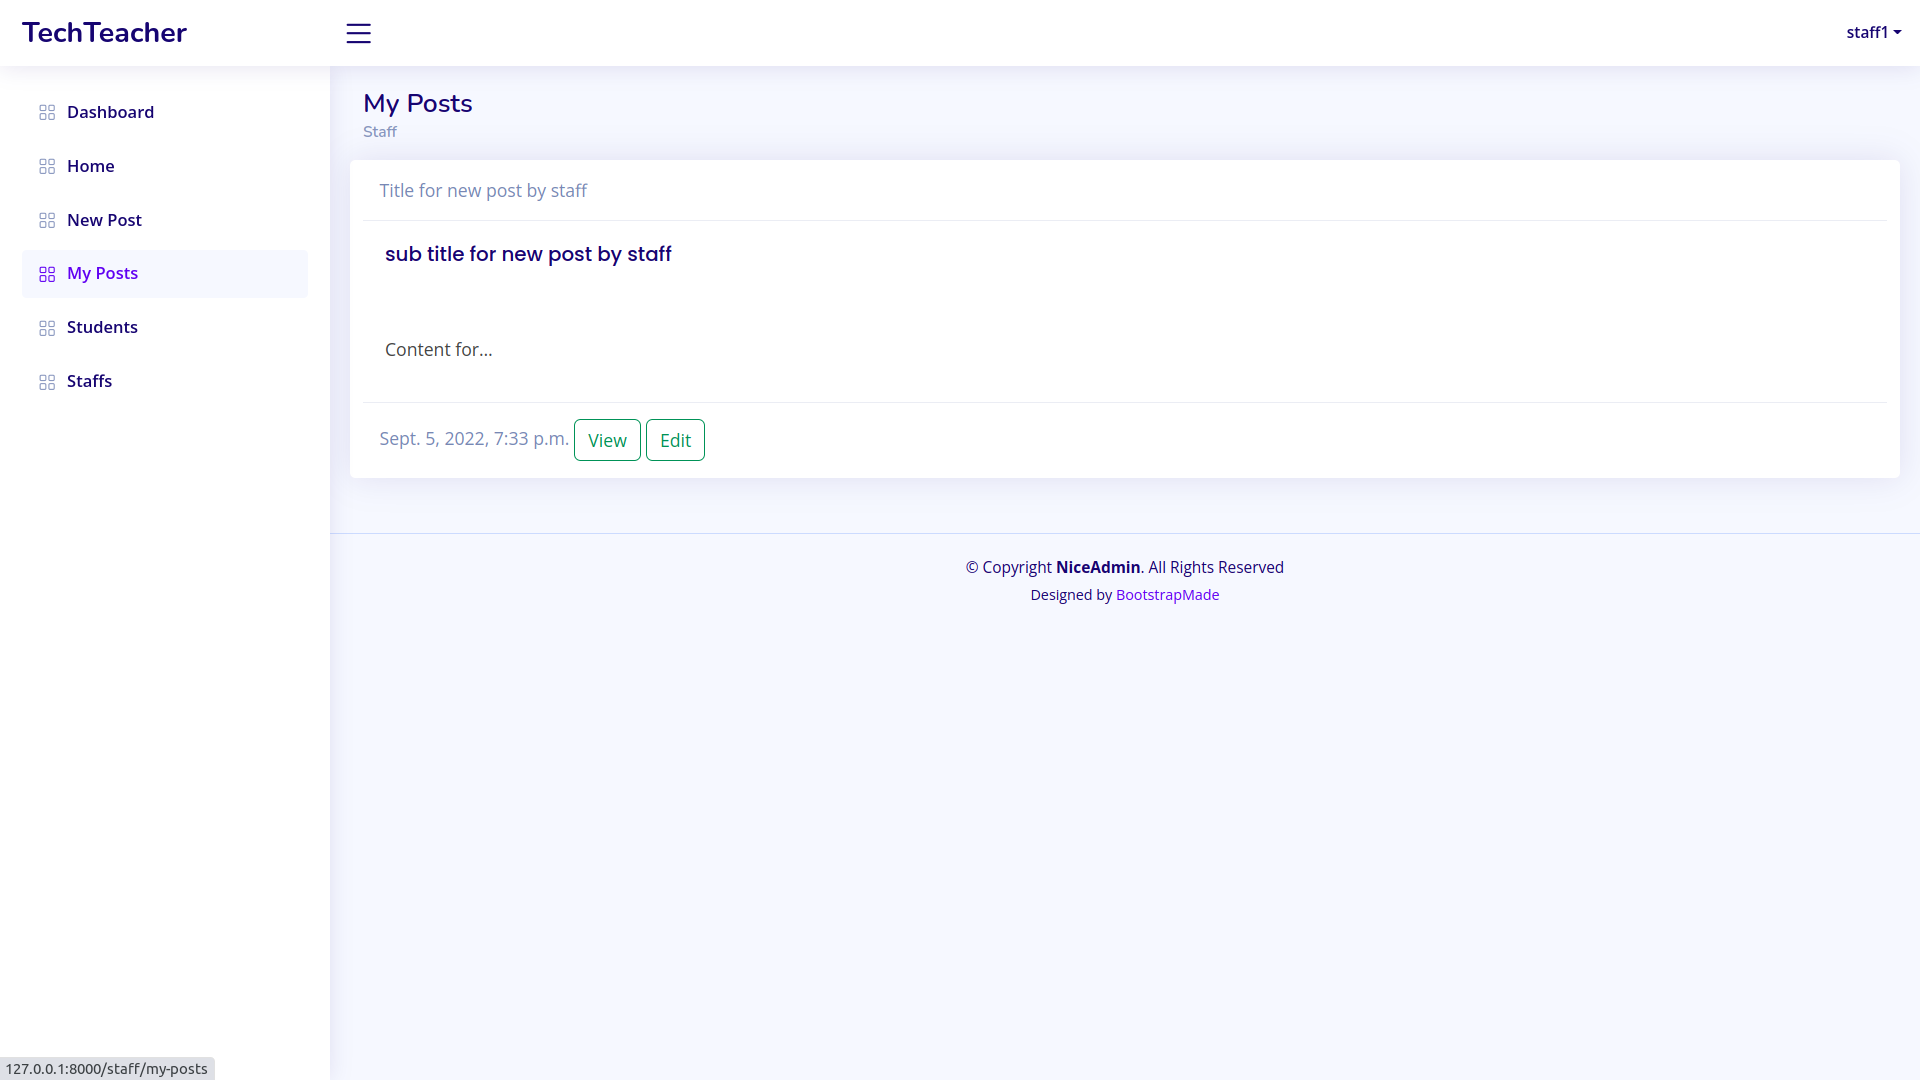 TechTeacher
staff1
Dashboard
Home
New Post
My Posts
Students
Staffs
My Posts
Staff
Title for new post by staff
sub title for new post by staff
Content for...
Sept. 5, 2022, 7:33 p.m. View Edit
© Copyright NiceAdmin. All Rights Reserved
Designed by BootstrapMade
127.0.0.1:8000/staff/my-posts